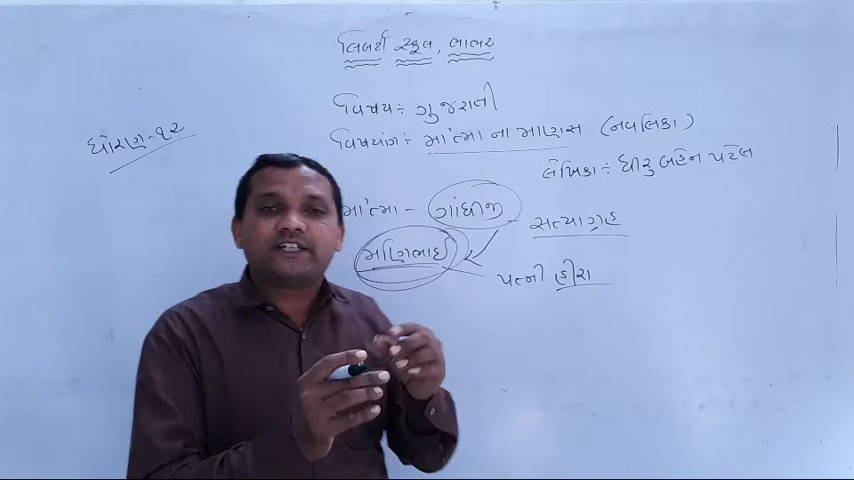 લિબર્ટી સ્કૂલ, લાલર
ધોરણ-૧૨
વિષય :- ગુજરાતી
વિષયાંગ :- મા'ત્મા ના માણસ (નવલિકા)
લેખિકા :- ધીરુબહેન પટેલ
મા'ત્મા - ગાંધીજી
સત્યાગ્રહ
મણિભાઈ
પત્ની હીરા